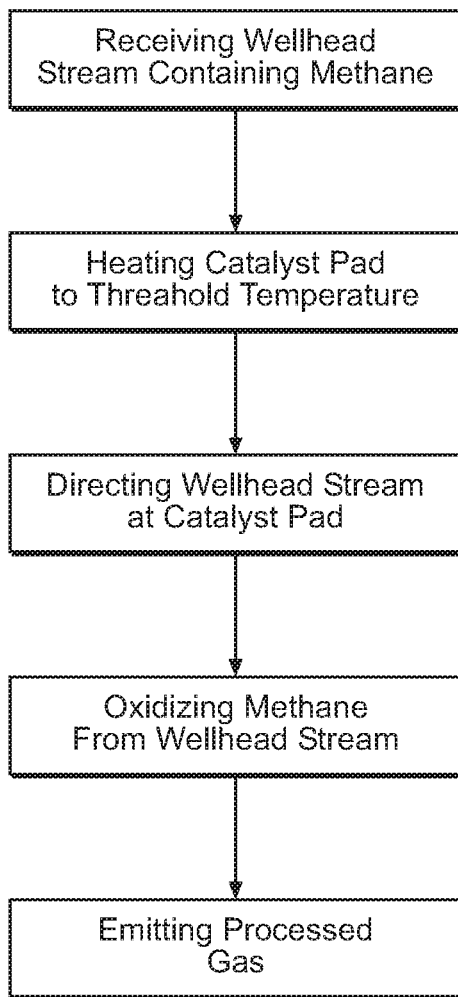 Receiving Wellhead
Stream Containing Methane
Heating Catalyst Pad
to Threahold Temperature
Directing Wellhead Stream
at Catalyst Pad
Oxidizing Methane
From Wellhead Stream
Emitting Processed
Gas